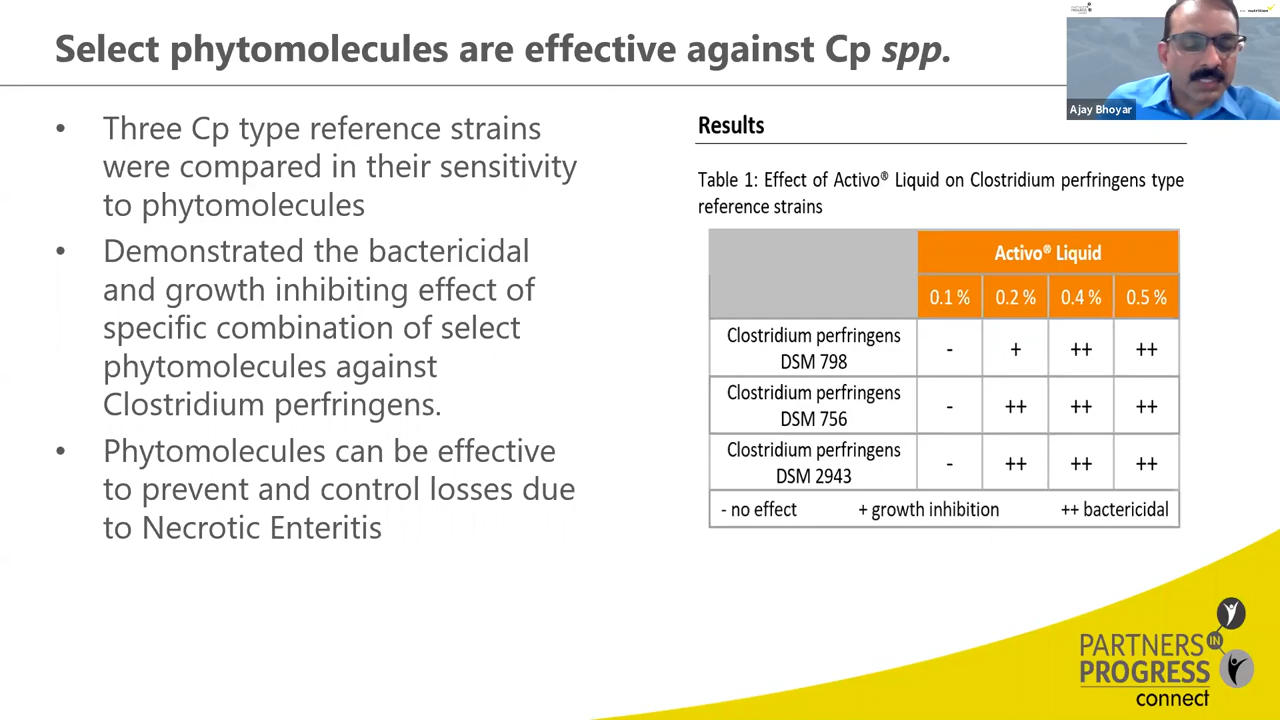 Select phytomolecules are effective against Cp spp.
• Three Cp type reference strains
were compared in their sensitivity
to phytomolecules
• Demonstrated the bactericidal
and growth inhibiting effect of
specific combination of select
phytomolecules against
Clostridium perfringens.
• Phytomolecules can be effective
to prevent and control losses due
to Necrotic Enteritis
Results
Table 1: Effect of Activo® Liquid on Clostridium perfringens type
reference strains
Activo® Liquid
0.1 % 0.2 % 0.4 % 0.5 %
Clostridium perfringens
DSM 798
- + ++ ++
Clostridium perfringens
DSM 756
- ++ ++ ++
Clostridium perfringens
DSM 2943
- ++ ++ ++
- no effect + growth inhibition ++ bactericidal
Ajay Bhoyar
PARTNERS
IN
PROGRESS
connect